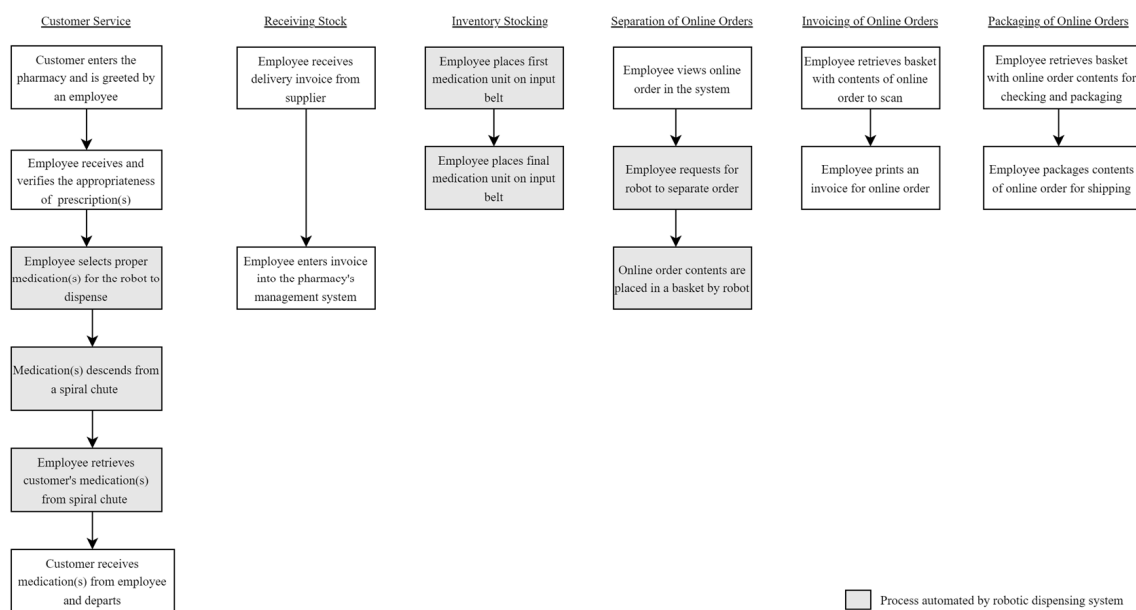 Customer Service
Customer enters the
pharmacy and is greeted by
an employee
Employee receives and
verifies the appropriateness
of prescription(s)
Employee selects proper
medication(s) for the robot to
dispense
Medication(s) descends from
a spiral chute
Employee retrieves
customer's medication(s)
from spiral chute
Customer receives
medication(s) from employee
and departs
Receiving Stock
Employee receives
delivery invoice from
supplier
Employee enters invoice
into the pharmacy's
management system
Inventory Stocking
Employee places first
medication unit on input
belt
Employee places final
medication unit on input
belt
Separation of Online Orders
Employee views online
order in the system
Employee requests for
robot to separate order
Online order contents are
placed in a basket by robot
Invoicing of Online Orders
Employee retrieves basket
with contents of online
order to scan
Employee prints an
invoice for online order
Packaging of Online Orders
Employee retrieves basket
with online order contents for
checking and packaging
Employee packages contents
of online order for shipping
Process automated by robotic dispensing system